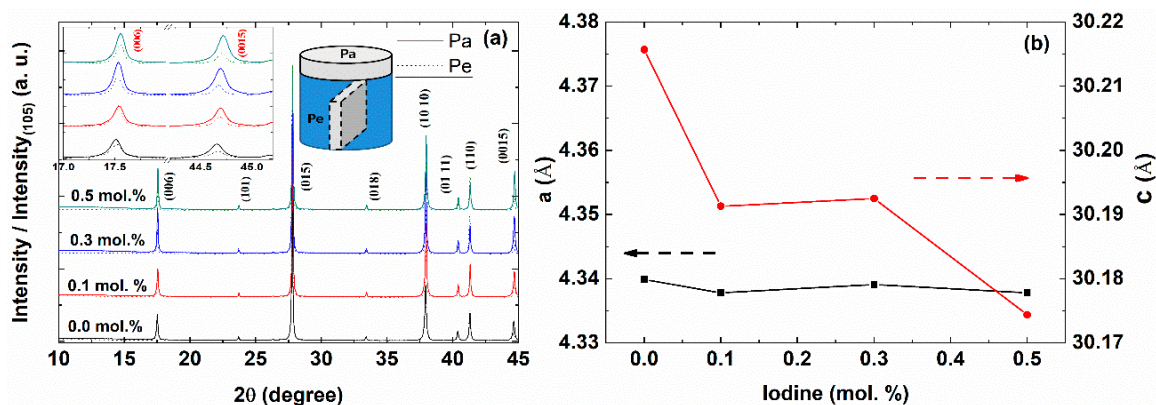 (a)
(006)
(0015)
Pa
Pe
Pa
Pe
17.0 17.5 44.5 45.0
(006)
(101)
(015)
(018)
(10 10)
(01 11)
(110)
(0015)
0.5 mol.%
0.3 mol.%
0.1 mol. %
0.0 mol.%
10 15 20 25 30 35 40 45
2θ (degree)
Intensity / Intensity(105) (a. u.)
(b)
4.38
4.37
4.36
4.35
4.34
4.33
a (Å)
30.22
30.21
30.20
30.19
30.18
30.17
C (Å)
0.0 0.1 0.2 0.3 0.4 0.5
Iodine (mol. %)